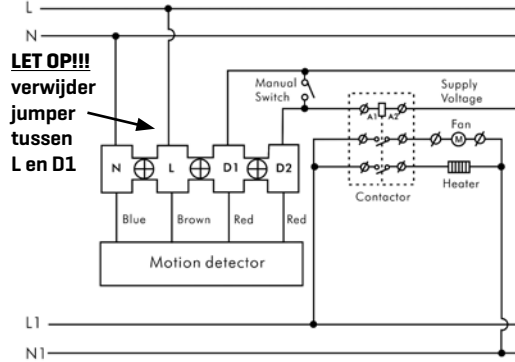 L
N
LET OP!!!
verwijder
jumper
tussen
L en D1
Manual
Switch
Supply
Voltage
A1 A2
Fan
M
Heater
Contactor
N L D1 D2
Blue Brown Red Red
Motion detector
L1
N1